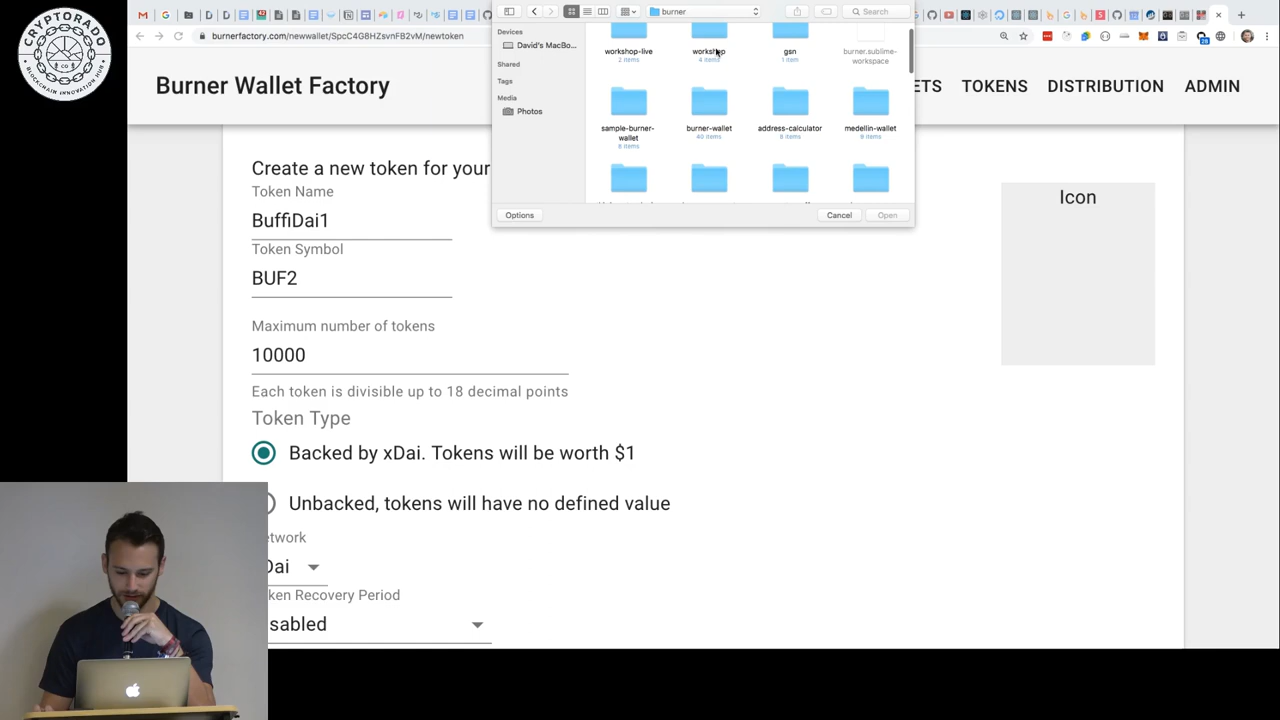 CRYPTORADO
BLOCKCHAIN INNOVATION HUB
CO
burner
Search
burnerfactory.com/newwallet/SpcC4G8HZsvnFB2vM/newtoken
Devices
David's MacBo...
Shared
Tags
Media
Photos
workshop-live
2 items
workshop
4 items
gsn
1 item
burner.sublime-
workspace
sample-burner-
wallet
8 items
burner-wallet
40 items
address-calculator
8 items
medellin-wallet
9 items
Options
Cancel
Open
Burner Wallet Factory
ETS
TOKENS
DISTRIBUTION
ADMIN
Create a new token for your
Token Name
BuffiDai1
Token Symbol
BUF2
Maximum number of tokens
10000
Each token is divisible up to 18 decimal points
Token Type
Backed by xDai. Tokens will be worth $1
Unbacked, tokens will have no defined value
etwork
Dai
ken Recovery Period
sabled
Icon